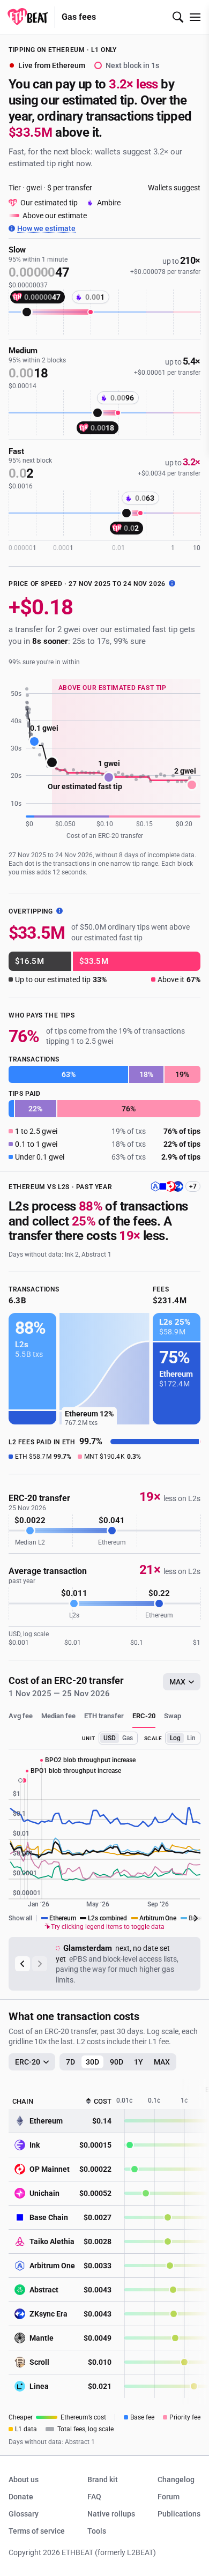 ETHBEAT Gas fees
TIPPING ON ETHEREUM · L1 ONLY
Live from Ethereum Next block in 1s
You can pay up to 3.2× less by
using our estimated tip. Over the
year, ordinary transactions tipped
$33.5M above it.
Fast, for the next block: wallets suggest 3.2× our
estimated tip right now.
Tier · gwei · $ per transfer Wallets suggest
Our estimated tip Ambire
Above our estimate
How we estimate
Slow
95% within 1 minute up to 210×
0.0000047 +$0.000078 per transfer
$0.00000037
0.0000047 0.001
Medium
95% within 2 blocks up to 5.4×
0.0018 +$0.00061 per transfer
$0.00014
0.0096
0.0018
Fast
95% next block up to 3.2×
0.02 +$0.0034 per transfer
$0.0016
0.063
0.02
0.00001 0.0001 0.01 1 10
PRICE OF SPEED · 27 NOV 2025 TO 24 NOV 2026
+$0.18
a transfer for 2 gwei over our estimated fast tip gets
you in 8s sooner: 25s to 17s, 99% sure
99% sure you're in within
ABOVE OUR ESTIMATED FAST TIP
50s
40s
0.1 gwei
30s
1 gwei
20s 2 gwei
Our estimated fast tip
10s
$0 $0.050 $0.10 $0.15 $0.20
Cost of an ERC-20 transfer
27 Nov 2025 to 24 Nov 2026, without 8 days of incomplete data.
Each dot is the transactions in one narrow tip range. Each block
you miss adds 12 seconds.
OVERTIPPING
$33.5M of $50.0M ordinary tips went above
our estimated fast tip
$16.5M $33.5M
Up to our estimated tip 33% Above it 67%
WHO PAYS THE TIPS
76% of tips come from the 19% of transactions
tipping 1 to 2.5 gwei
TRANSACTIONS
63% 18% 19%
TIPS PAID
22% 76%
1 to 2.5 gwei 19% of txs 76% of tips
0.1 to 1 gwei 18% of txs 22% of tips
Under 0.1 gwei 63% of txs 2.9% of tips
ETHEREUM VS L2S · PAST YEAR +7
L2s process 88% of transactions
and collect 25% of the fees. A
transfer there costs 19× less.
Days without data: Ink 2, Abstract 1
TRANSACTIONS FEES
6.3B $231.4M
88% L2s 25%
L2s $58.9M
5.5B txs 75%
Ethereum
$172.4M
Ethereum 12%
767.2M txs
L2 FEES PAID IN ETH 99.7%
ETH $58.7M 99.7% MNT $190.4K 0.3%
ERC-20 transfer 19× less on L2s
25 Nov 2026
$0.0022 $0.041
Median L2 Ethereum
Average transaction 21× less on L2s
past year
$0.011 $0.22
L2s Ethereum
USD, log scale
$0.001 $0.01 $0.1 $1
Cost of an ERC-20 transfer MAX
1 Nov 2025 — 25 Nov 2026
Avg fee Median fee ETH transfer ERC-20 Swap
UNIT USD Gas SCALE Log Lin
BPO2 blob throughput increase
BPO1 blob throughput increase
$1
$0.1
$0.01
$0.0001
$0.00001
Jan '26 May '26 Sep '26
Show all Ethereum L2s combined Arbitrum One
Try clicking legend items to toggle data
Glamsterdam next, no date set
yet ePBS and block-level access lists,
paving the way for much higher gas
limits.
What transactions cost
Cost of an ERC-20 transfer, past 30 days. Log scale, each
gridline 10× the last. L2 costs include their L1 fee.
ERC-20 7D 30D 90D 1Y MAX
CHAIN COST 0.01¢ 0.1¢ 1¢
Ethereum $0.14
Ink $0.00015
OP Mainnet $0.00022
Unichain $0.00052
Base Chain $0.0027
Taiko Alethia $0.0028
Arbitrum One $0.0033
Abstract $0.0043
ZKsync Era $0.0043
Mantle $0.0049
Scroll $0.010
Linea $0.021
Cheaper Ethereum's cost Base fee Priority fee
L1 data Total fees, log scale
Days without data: Abstract 1
About us Brand kit Changelog
Donate FAQ Forum
Glossary Native rollups Publications
Terms of service Tools
Copyright 2026 ETHBEAT (formerly L2BEAT)